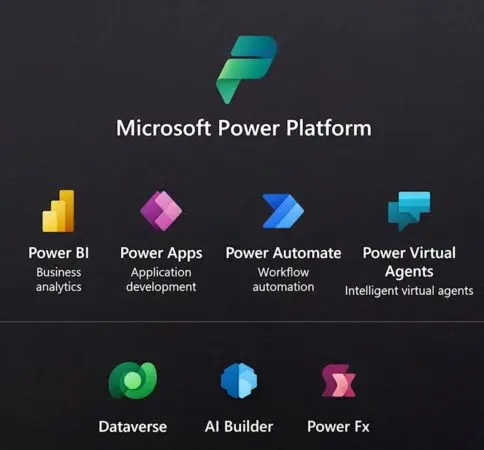 Microsoft Power Platform
Power BI
Business
analytics
Power Apps
Application
development
Power Automate
Workflow
automation
Power Virtual
Agents
Intelligent virtual agents
Dataverse
AI Builder
Power Fx